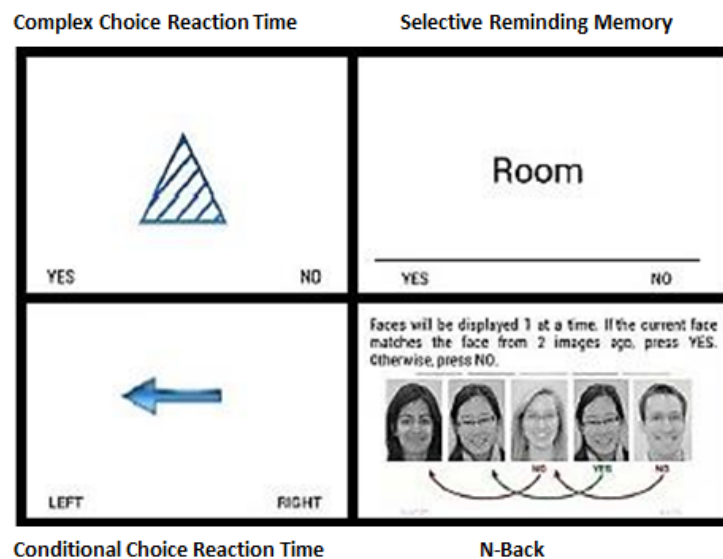 Complex Choice Reaction Time
Selective Reminding Memory
YES
NO
Room
YES
NO
LEFT
RIGHT
Faces will be displayed 1 at a time. If the current face
matches the face from 2 images ago, press YES.
Otherwise, press NO.
NO
YES
NO
Conditional Choice Reaction Time
N-Back